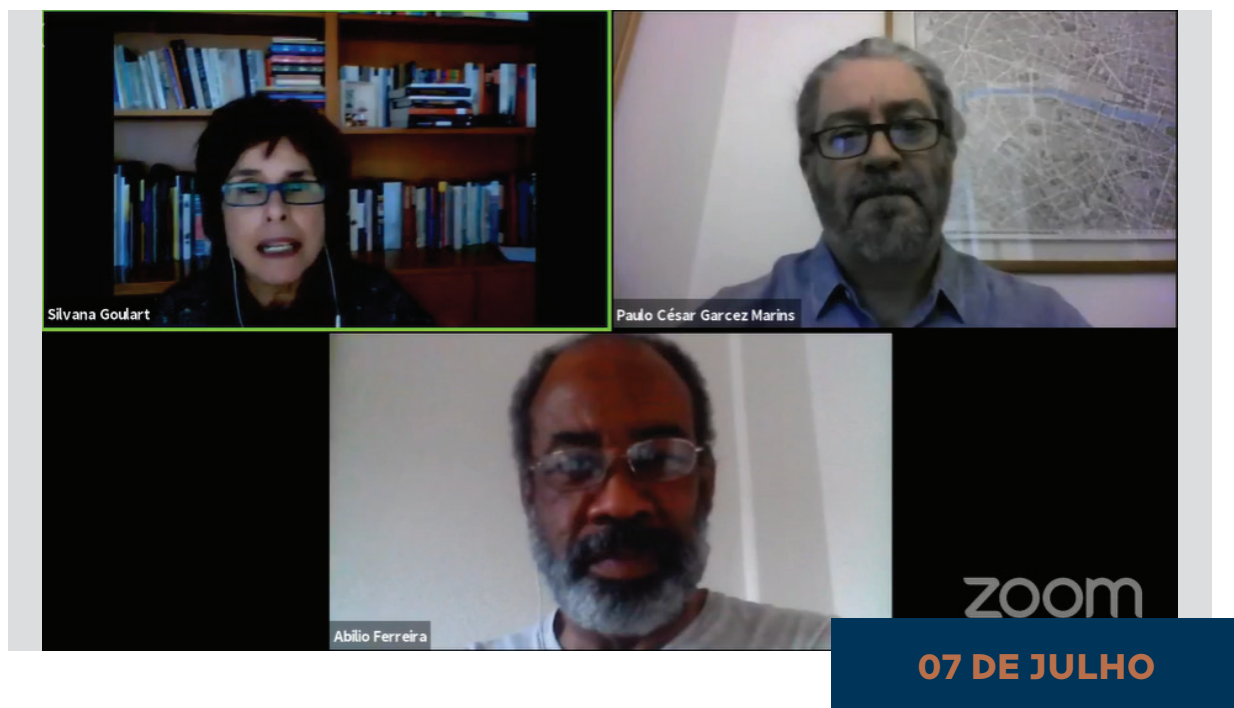 Silvana Goulart
Paulo César Garcez Marins
Abilio Ferreira
zoom
07 DE JULHO